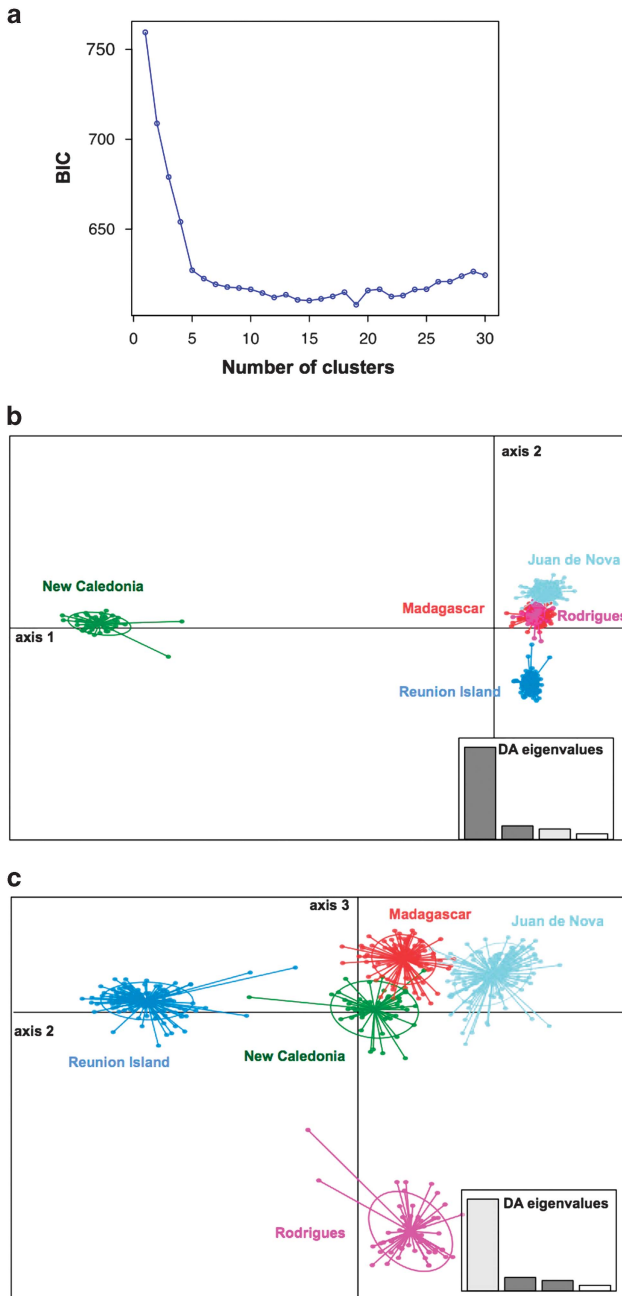 a
750
700
650
BIC
0 5 10 15 20 25 30
Number of clusters
b
axis 2
Juan de Nova
New Caledonia
Madagascar
Rodrigues
axis 1
Reunion Island
DA eigenvalues
c
axis 3
Madagascar
Juan de Nova
axis 2
Reunion Island
New Caledonia
Rodrigues
DA eigenvalues